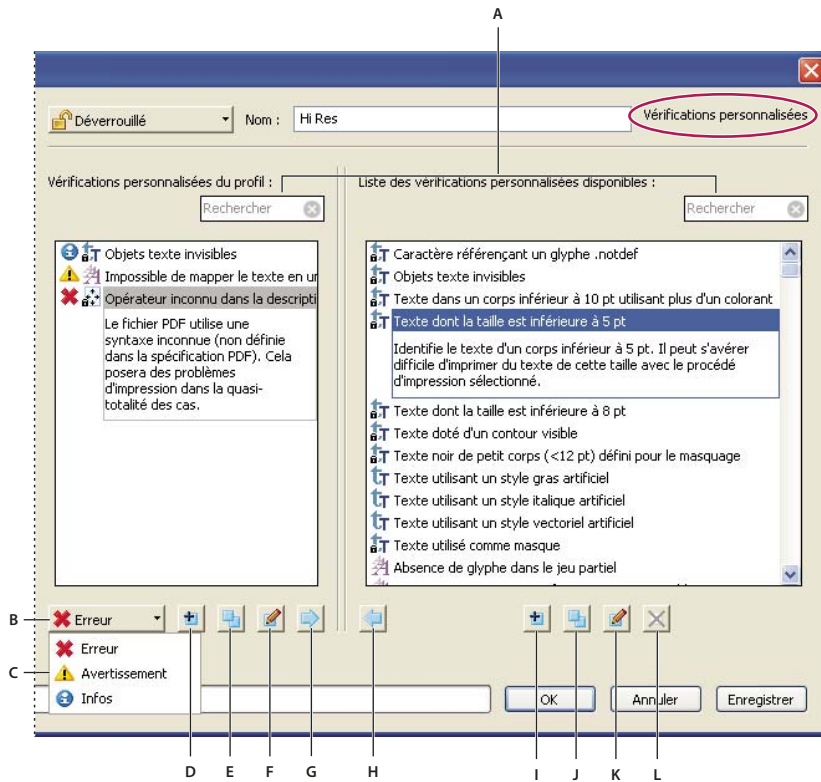 A
Déverrouillé
Nom :
Hi Res
Vérifications personnalisées
Vérifications personnalisées du profil :
Rechercher
Objets texte invisibles
Impossible de mapper le texte en un
Opérateur inconnu dans la descripti
Le fichier PDF utilise une
syntaxe inconnue (non définie
dans la spécification PDF). Cela
posera des problèmes
d'impression dans la quasi-
totalité des cas.
Liste des vérifications personnalisées disponibles :
Rechercher
Caractère référençant un glyphe .notdef
Objets texte invisibles
Texte dans un corps inférieur à 10 pt utilisant plus d'un colorant
Texte dont la taille est inférieure à 5 pt
Identifie le texte d'un corps inférieur à 5 pt. Il peut s'avérer
difficile d'imprimer du texte de cette taille avec le procédé
d'impression sélectionné.
Texte dont la taille est inférieure à 8 pt
Texte doté d'un contour visible
Texte noir de petit corps (<12 pt) défini pour le masquage
Texte utilisant un style gras artificiel
Texte utilisant un style italique artificiel
Texte utilisant un style vectoriel artificiel
Texte utilisé comme masque
Absence de glyphe dans le jeu partiel
B
Erreur
Erreur
C
Avertissement
Infos
OK
Annuler
Enregistrer
D
E
F
G
H
I
J
K
L